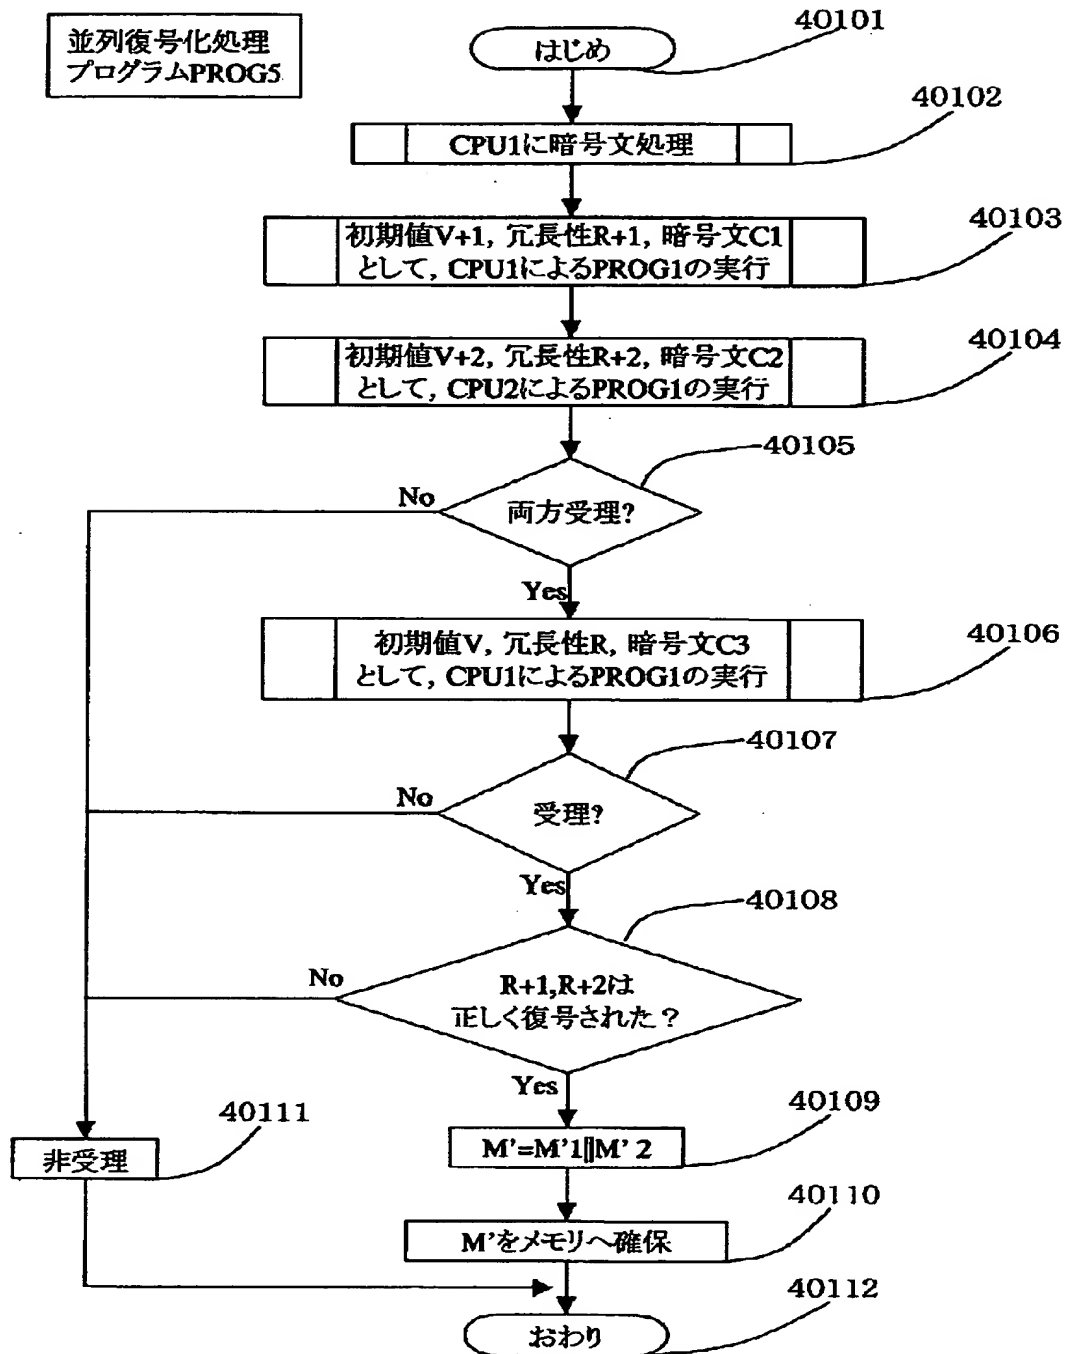 並列復号化処理
プログラムPROG5
はじめ
40101
CPU1に暗号文処理
40102
初期値V+1, 冗長性R+1, 暗号文C1
として, CPU1によるPROG1の実行
40103
初期値V+2, 冗長性R+2, 暗号文C2
として, CPU2によるPROG1の実行
40104
両方受理?
40105
No
Yes
初期値V, 冗長性R, 暗号文C3
として, CPU1によるPROG1の実行
40106
受理?
40107
No
Yes
R+1,R+2は
正しく復号された？
40108
No
Yes
M'=M'1||M' 2
40109
非受理
40111
M'をメモリへ確保
40110
おわり
40112